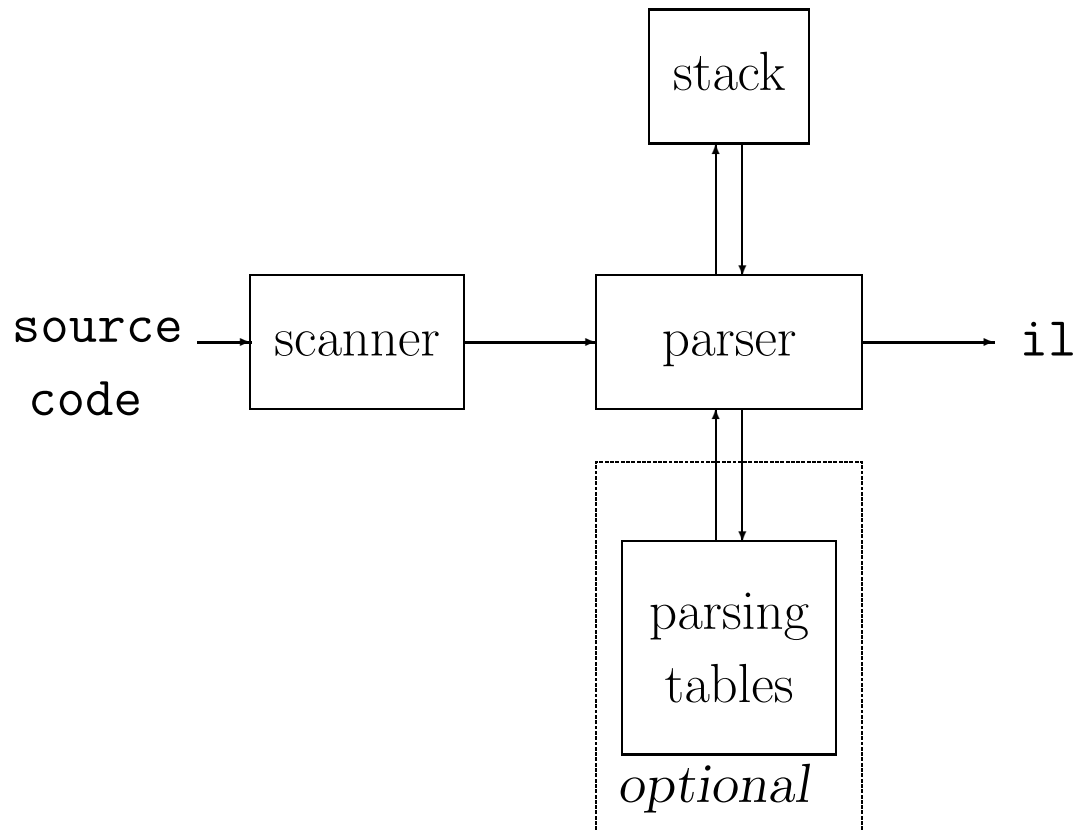 stack
source
code
scanner
parser
il
parsing
tables
optional